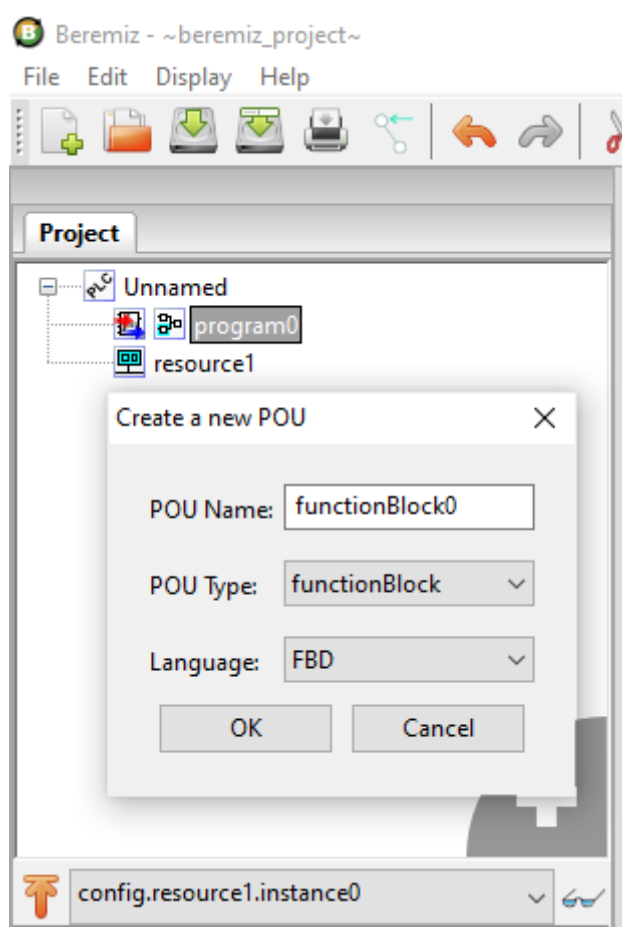 Beremiz - ~beremiz_project~
File Edit Display Help
Project
PLC Unnamed
program0
resource1
Create a new POU
POU Name: functionBlock0
POU Type: functionBlock
Language: FBD
OK Cancel
config.resource1.instance0